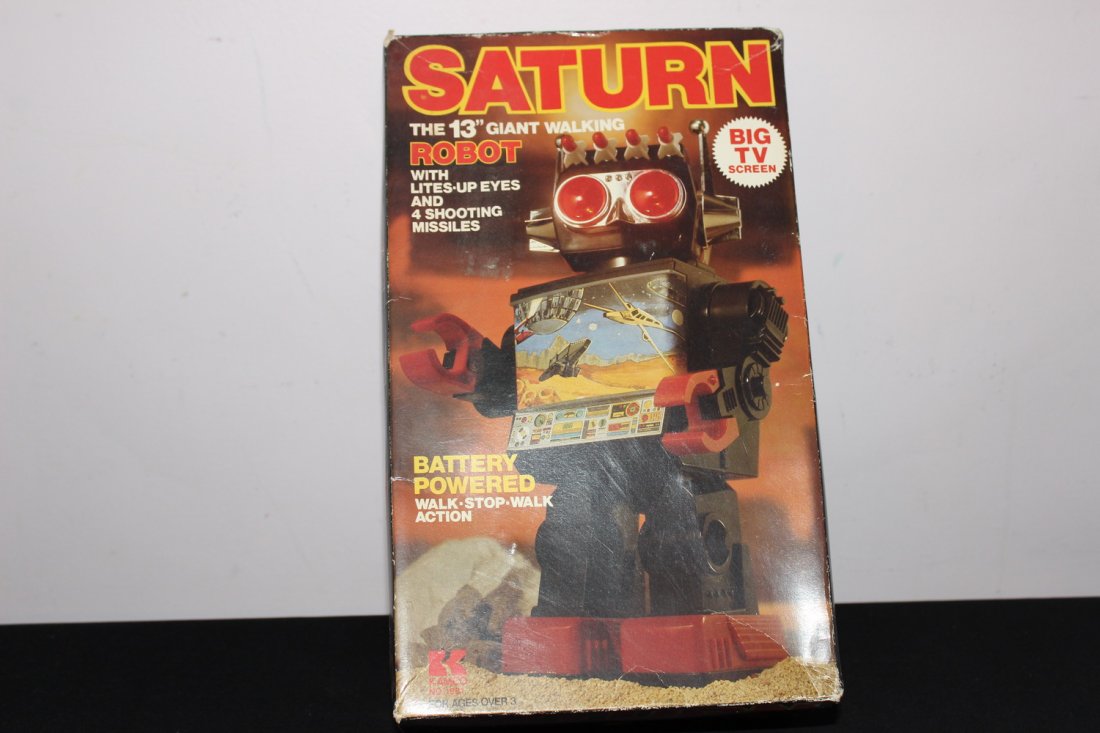 SATURN
THE 13" GIANT WALKING
ROBOT
WITH
LITES-UP EYES
AND
4 SHOOTING
MISSILES
BIG
TV
SCREEN
BATTERY
POWERED
WALK·STOP·WALK
ACTION
KAMCO
FOR AGES OVER 3